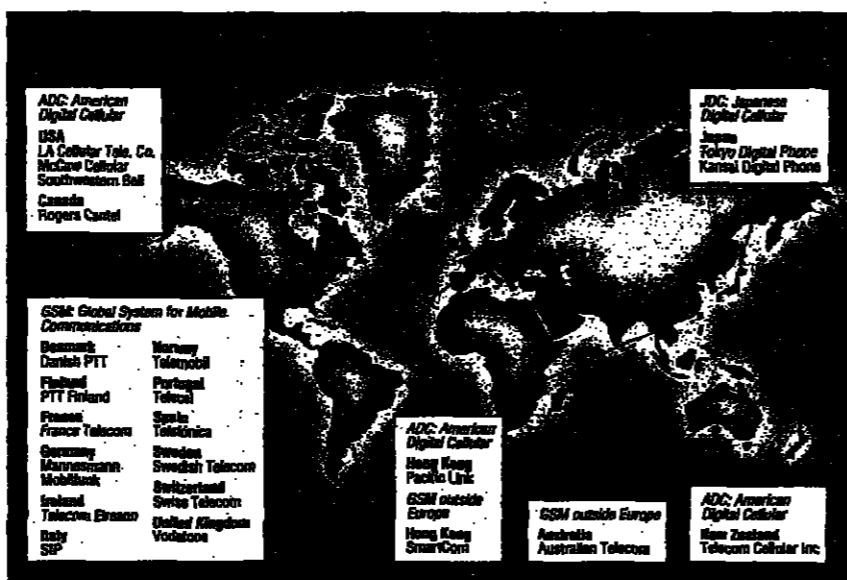 ADC: American
Digital Cellular
USA
LA Cellular Tele. Co.
McCaw Cellular
Southwestern Bell
Canada
Rogers Cantel
JDC: Japanese
Digital Cellular
Japan
Tokyo Digital Phone
Kansai Digital Phone
GSM: Global System for Mobile
Communications
Denmark
Danish PTT
Finland
PTT Finland
France
France Telecom
Germany
Mannesmann
Mobilfunk
Ireland
Telecom Eireann
Italy
SIP
Norway
Telemobil
Portugal
Telecel
Spain
Telefónica
Sweden
Swedish Telecom
Switzerland
Swiss Telecom
United Kingdom
Vodafone
ADC: American
Digital Cellular
Hong Kong
Pacific Link
GSM outside
Europe
Hong Kong
SmarTom
GSM outside Europe
Australia
Australian Telecom
ADC: American
Digital Cellular
New Zealand
Telecom Cellular Inc